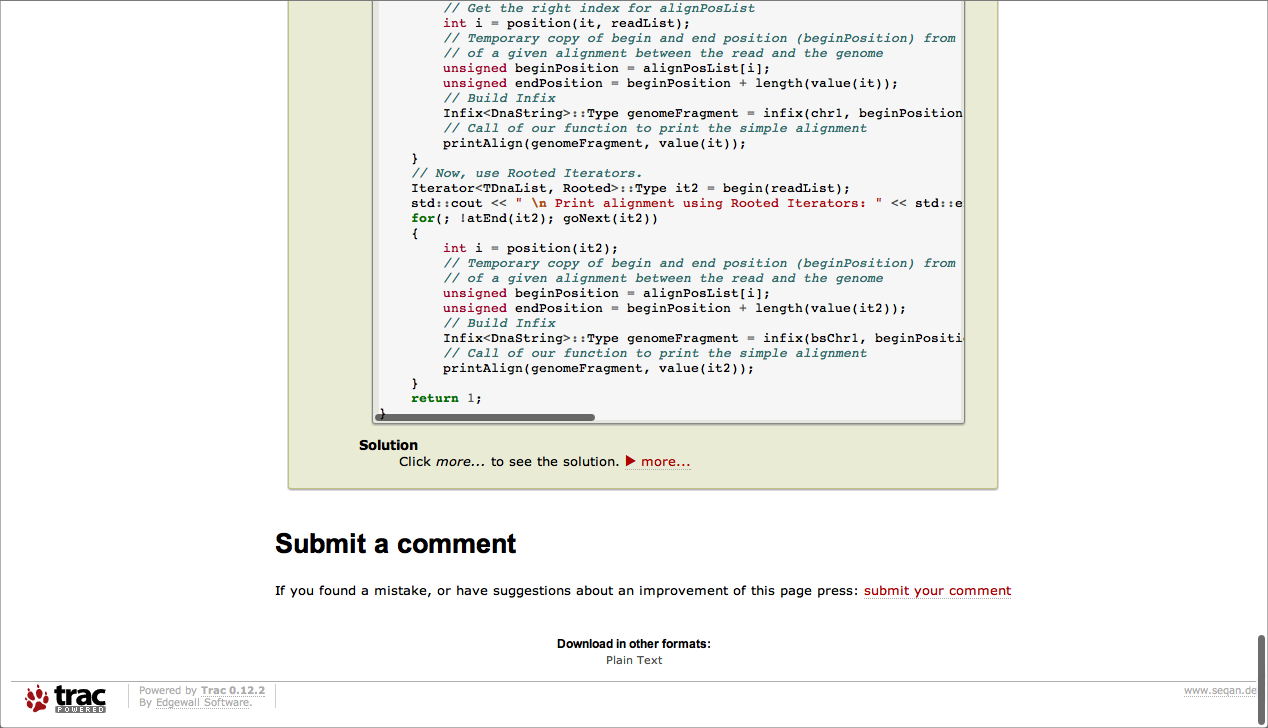 // Get the right index for alignPosList
int i = position(it, readList);
// Temporary copy of begin and end position (beginPosition) from
// of a given alignment between the read and the genome
unsigned beginPosition = alignPosList[i];
unsigned endPosition = beginPosition + length(value(it));
// Build Infix
Infix<DnaString>::Type genomeFragment = infix(chr1, beginPosition
// Call of our function to print the simple alignment
printAlign(genomeFragment, value(it));
}
// Now, use Rooted Iterators.
Iterator<TDnaList, Rooted>::Type it2 = begin(readList);
std::cout << " \n Print alignment using Rooted Iterators: " << std::e
for(; !atEnd(it2); goNext(it2))
{
int i = position(it2);
// Temporary copy of begin and end position (beginPosition) from
// of a given alignment between the read and the genome
unsigned beginPosition = alignPosList[i];
unsigned endPosition = beginPosition + length(value(it2));
// Build Infix
Infix<DnaString>::Type genomeFragment = infix(bsChr1, beginPositi
// Call of our function to print the simple alignment
printAlign(genomeFragment, value(it2));
}
return 1;
}
Solution
Click more... to see the solution. ▶ more...
Submit a comment
If you found a mistake, or have suggestions about an improvement of this page press: submit your comment
Download in other formats:
Plain Text
trac POWERED
Powered by Trac 0.12.2
By Edgewall Software.
www.seqan.de